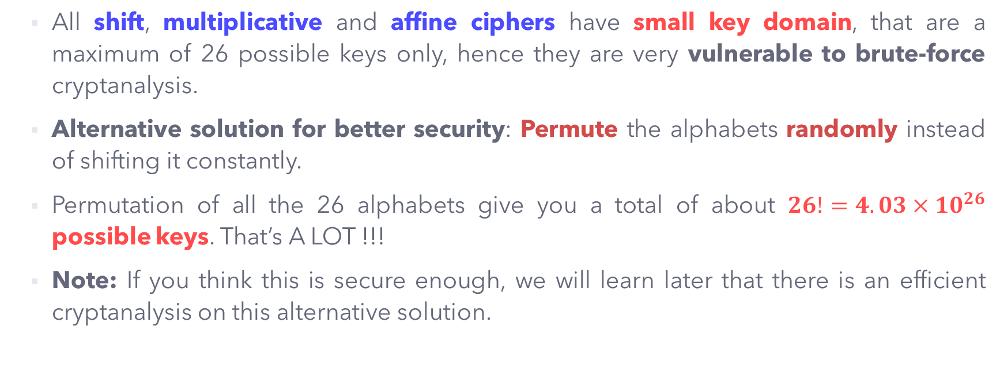 ▪ All shift, multiplicative and affine ciphers have small key domain, that are a
maximum of 26 possible keys only, hence they are very vulnerable to brute-force
cryptanalysis.
▪ Alternative solution for better security: Permute the alphabets randomly instead
of shifting it constantly.
▪ Permutation of all the 26 alphabets give you a total of about 26! = 4.03 × 10²⁶
possible keys. That’s A LOT !!!
▪ Note: If you think this is secure enough, we will learn later that there is an efficient
cryptanalysis on this alternative solution.